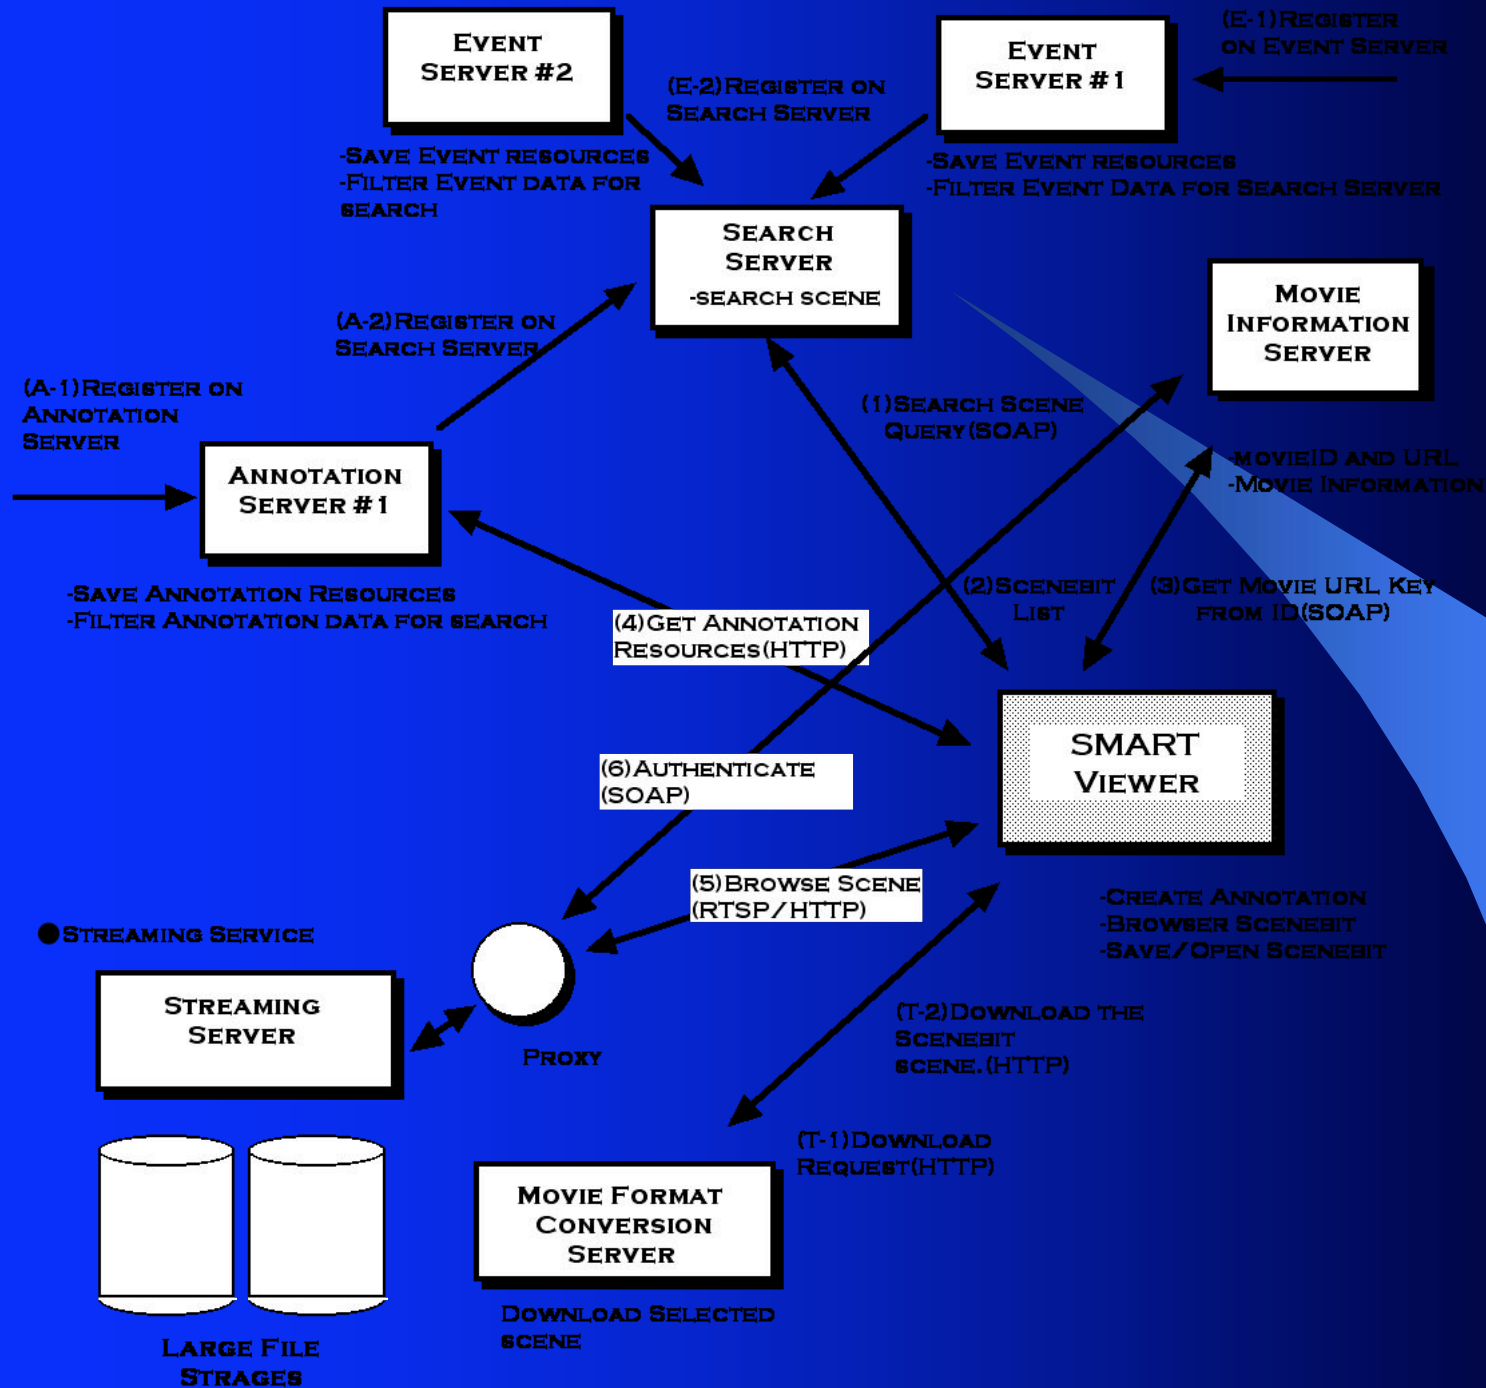 Event
Server #2
Event
Server #1
(E-1)Register
on Event Server
(E-2)Register on
Search Server
-Save Event resources
-Filter Event data for
search
-Save Event resources
-Filter Event Data for Search Server
Search
Server
-search scene
Movie
Information
Server
(A-2)Register on
Search Server
(A-1)Register on
Annotation
Server
(1)Search Scene
Query(SOAP)
Annotation
Server #1
-movieID and URL
-Movie Information
-Save Annotation Resources
-Filter Annotation data for search
(2)Scenebit
List
(3)Get Movie URL Key
from ID(SOAP)
(4)Get Annotation
Resources(HTTP)
SMART
Viewer
(6)Authenticate
(SOAP)
(5)Browse Scene
(RTSP/HTTP)
-Create Annotation
-Browser Scenebit
-Save/Open Scenebit
●Streaming Service
Streaming
Server
Proxy
(T-2)Download the
Scenebit
scene.(HTTP)
(T-1)Download
Request(HTTP)
Movie Format
Conversion
Server
Download Selected
scene
Large File
Strages